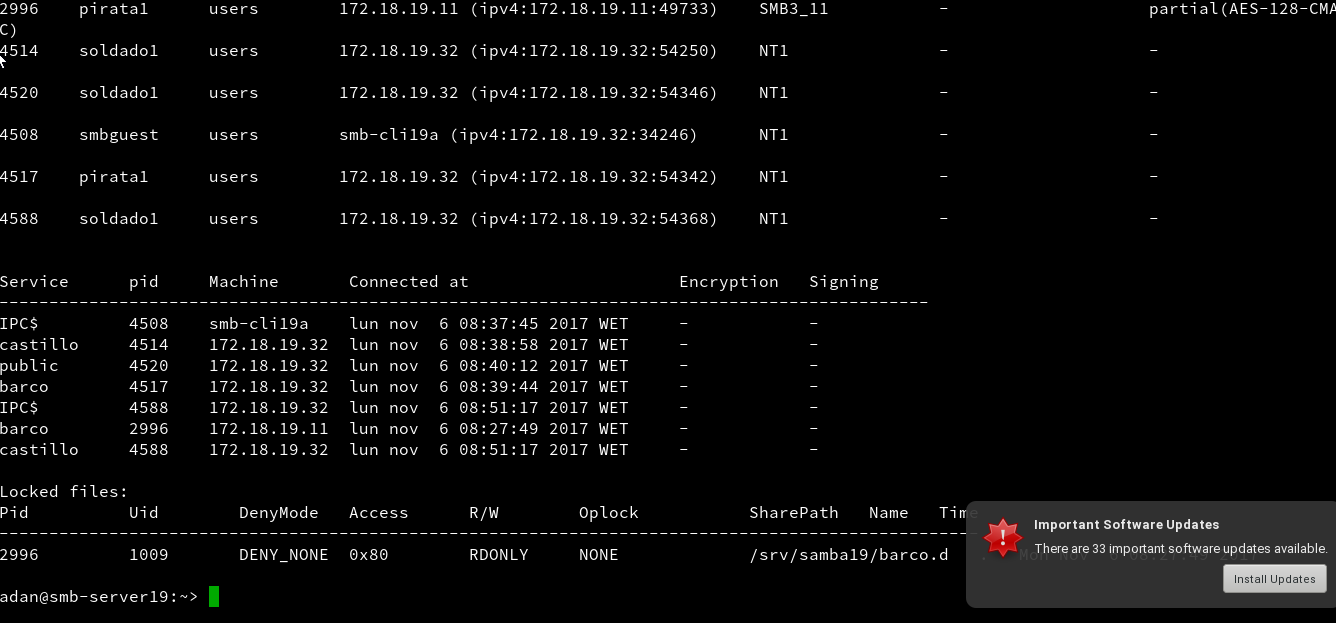 2996    pirata1      users        172.18.19.11 (ipv4:172.18.19.11:49733)    SMB3_11           -                    partial(AES-128-CMA
C)
4514    soldado1     users        172.18.19.32 (ipv4:172.18.19.32:54250)    NT1               -                    -
4520    soldado1     users        172.18.19.32 (ipv4:172.18.19.32:54346)    NT1               -                    -
4508    smbguest     users        smb-cli19a (ipv4:172.18.19.32:34246)      NT1               -                    -
4517    pirata1      users        172.18.19.32 (ipv4:172.18.19.32:54342)    NT1               -                    -
4588    soldado1     users        172.18.19.32 (ipv4:172.18.19.32:54368)    NT1               -                    -
Service      pid     Machine       Connected at                     Encryption   Signing
---------------------------------------------------------------------------------------------
IPC$         4508    smb-cli19a    lun nov  6 08:37:45 2017 WET     -            -
castillo     4514    172.18.19.32  lun nov  6 08:38:58 2017 WET     -            -
public       4520    172.18.19.32  lun nov  6 08:40:12 2017 WET     -            -
barco        4517    172.18.19.32  lun nov  6 08:39:44 2017 WET     -            -
IPC$         4588    172.18.19.32  lun nov  6 08:51:17 2017 WET     -            -
barco        2996    172.18.19.11  lun nov  6 08:27:49 2017 WET     -            -
castillo     4588    172.18.19.32  lun nov  6 08:51:17 2017 WET     -            -
Locked files:
Pid          Uid        DenyMode   Access      R/W        Oplock           SharePath   Name   Time
--------------------------------------------------------------------------------------------------
2996         1009       DENY_NONE  0x80        RDONLY     NONE             /srv/samba19/barco.d   .   Mon Nov
adan@smb-server19:~>
Important Software Updates
There are 33 important software updates available.
Install Updates